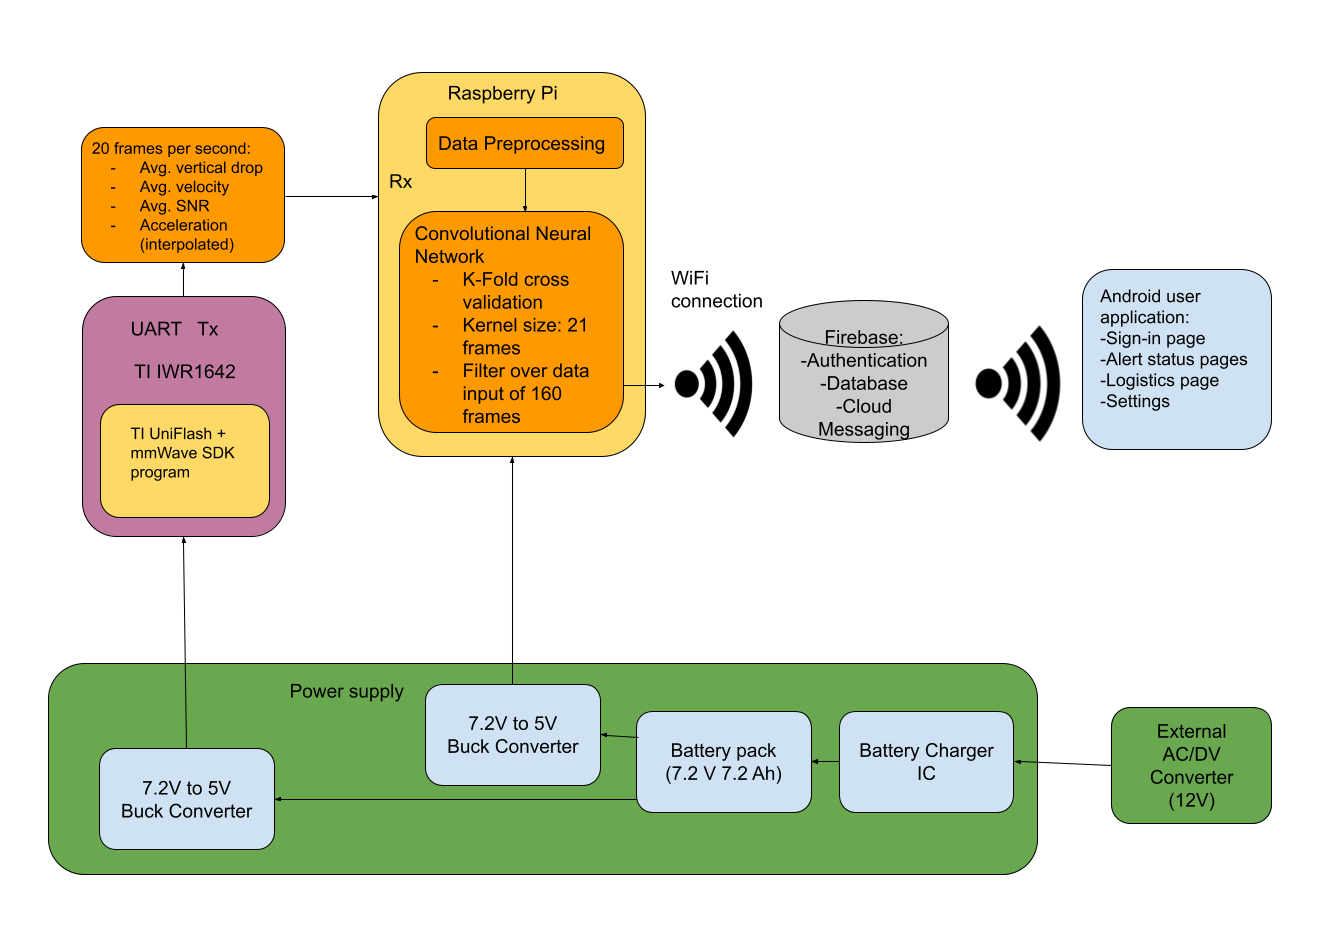 Raspberry Pi
Data Preprocessing
20 frames per second:
- Avg. vertical drop
- Avg. velocity
- Avg. SNR
- Acceleration
(interpolated)
Rx
Convolutional Neural
Network
- K-Fold cross
validation
- Kernel size: 21
frames
- Filter over data
input of 160
frames
WiFi
connection
Firebase:
-Authentication
-Database
-Cloud
Messaging
Android user
application:
-Sign-in page
-Alert status pages
-Logistics page
-Settings
UART Tx
TI IWR1642
TI UniFlash +
mmWave SDK
program
Power supply
7.2V to 5V
Buck Converter
7.2V to 5V
Buck Converter
Battery pack
(7.2 V 7.2 Ah)
Battery Charger
IC
External
AC/DV
Converter
(12V)